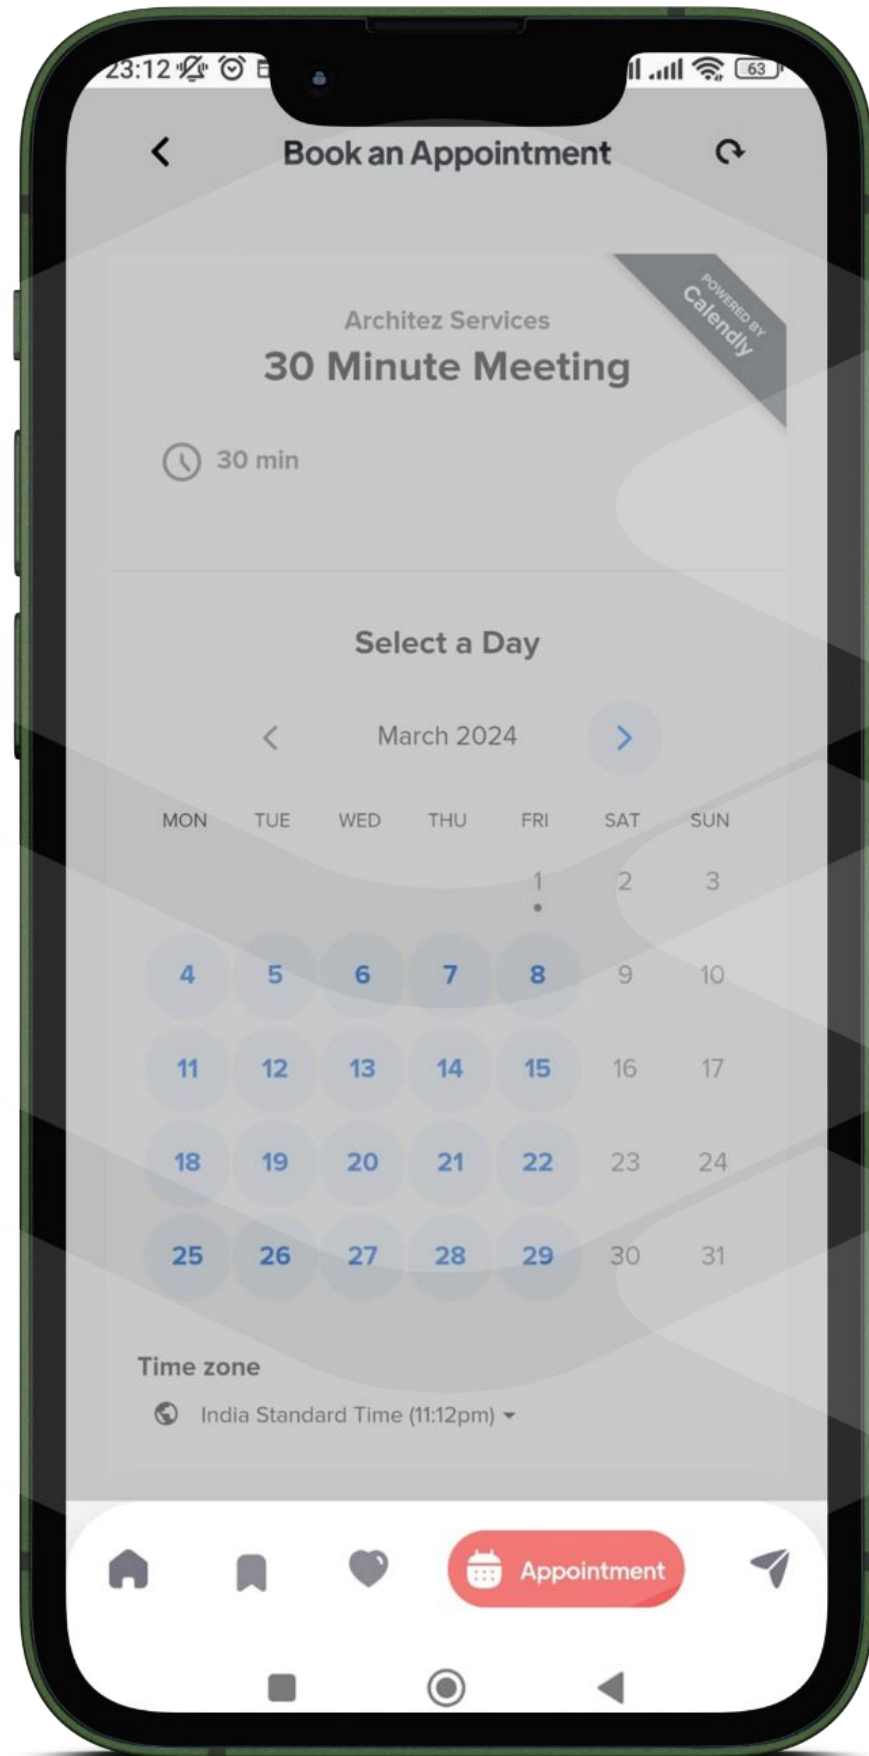 23:12
63
Book an Appointment
POWERED BY
Calendly
Architez Services
30 Minute Meeting
30 min
Select a Day
March 2024
MON TUE WED THU FRI SAT SUN
1 2 3
4 5 6 7 8 9 10
11 12 13 14 15 16 17
18 19 20 21 22 23 24
25 26 27 28 29 30 31
Time zone
India Standard Time (11:12pm)
Appointment